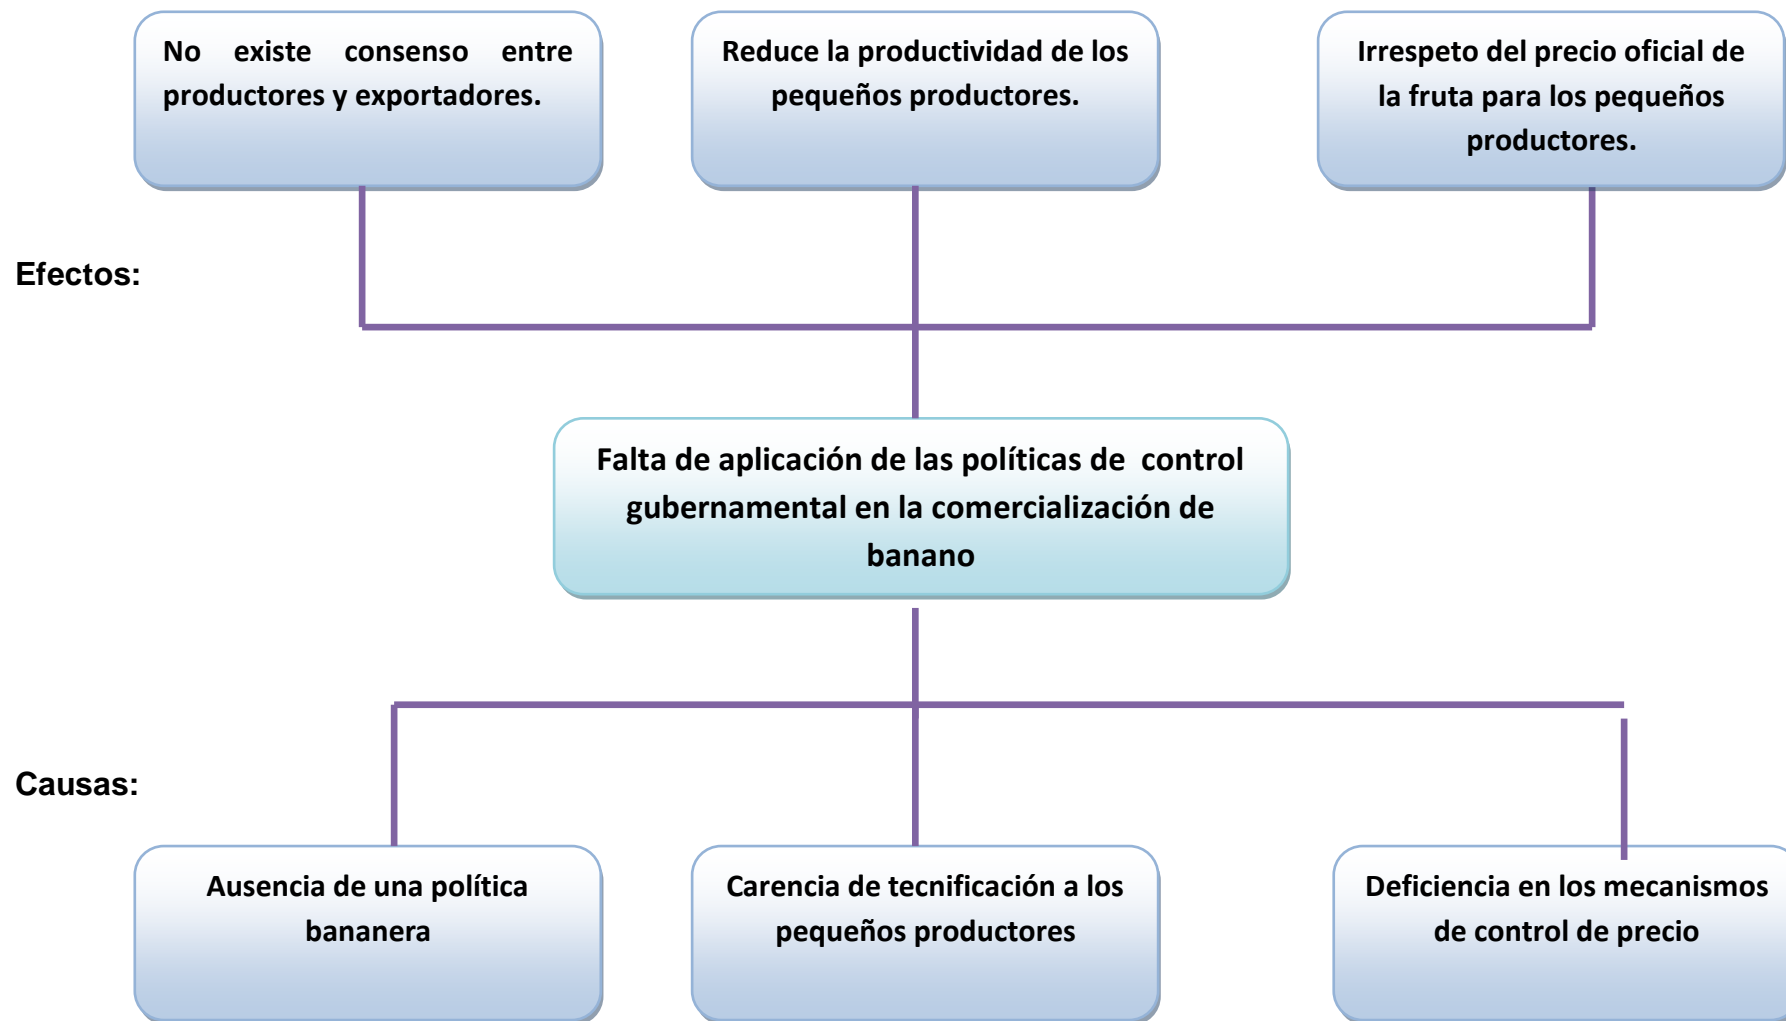 No existe consenso entre
productores y exportadores.
Reduce la productividad de los
pequeños productores.
Irrespeto del precio oficial de
la fruta para los pequeños
productores.
Efectos:
Falta de aplicación de las políticas de control
gubernamental en la comercialización de
banano
Causas:
Ausencia de una política
bananera
Carencia de tecnificación a los
pequeños productores
Deficiencia en los mecanismos
de control de precio